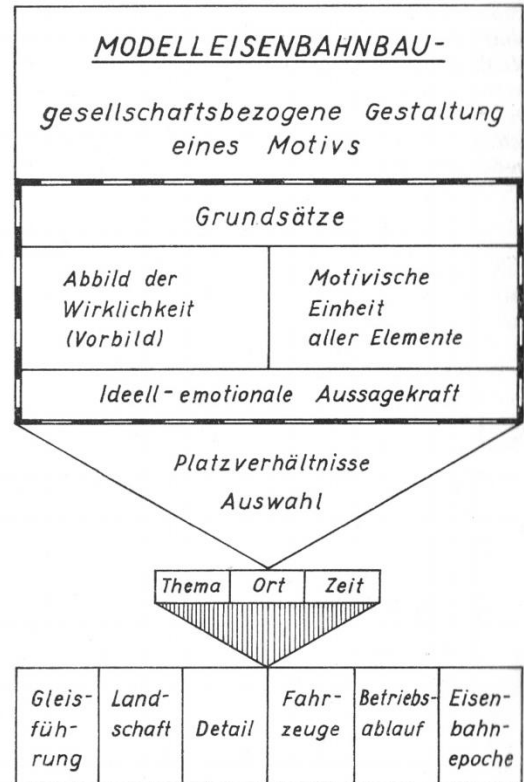 MODELLEISENBAHNBAU-
gesellschaftsbezogene Gestaltung
eines Motivs
Grundsätze
Abbild der
Wirklichkeit
(Vorbild)
Motivische
Einheit
aller Elemente
Ideell-emotionale Aussagekraft
Platzverhältnisse
Auswahl
Thema Ort Zeit
Gleis-
füh-
rung
Land-
schaft
Detail
Fahr-
zeuge
Betriebs-
ablauf
Eisen-
bahn-
epoche